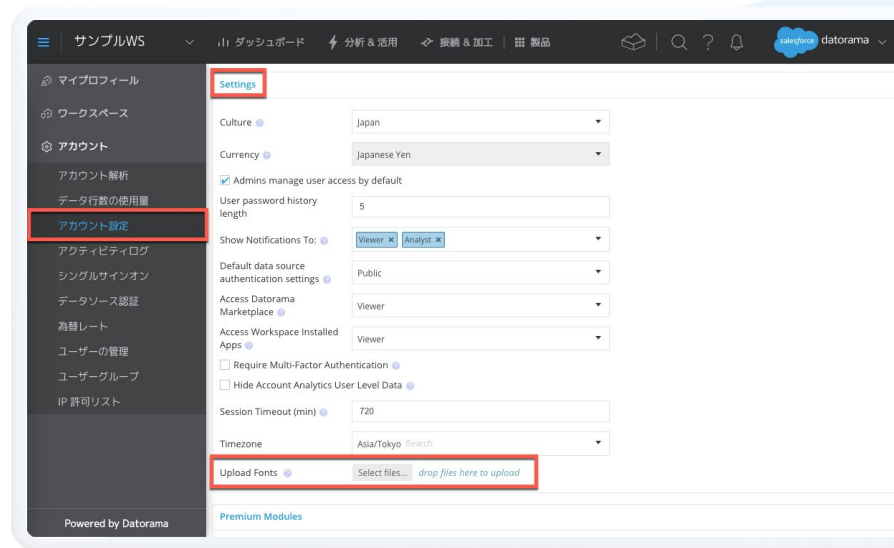 サンプルWS
ダッシュボード
分析 & 活用
接続 & 加工
製品
salesforce
datorama
マイプロフィール
ワークスペース
アカウント
アカウント解析
データ行数の使用量
アカウント設定
アクティビティログ
シングルサインオン
データソース認証
為替レート
ユーザーの管理
ユーザーグループ
IP 許可リスト
Powered by Datorama
Settings
Culture
Japan
Currency
Japanese Yen
Admins manage user access by default
User password history
length
5
Show Notifications To:
Viewer
Analyst
Default data source
authentication settings
Public
Access Datorama
Marketplace
Viewer
Access Workspace Installed
Apps
Viewer
Require Multi-Factor Authentication
Hide Account Analytics User Level Data
Session Timeout (min)
720
Timezone
Asia/Tokyo Search
Upload Fonts
Select files...
drop files here to upload
Premium Modules